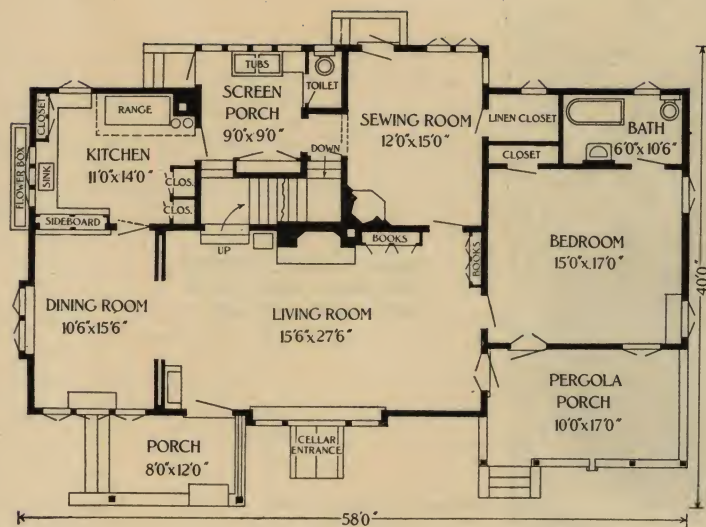 TUBS
TOILET
SCREEN
PORCH
9'0"x9'0"
CLOSET
RANGE
KITCHEN
11'0"x14'0"
FLOWER BOX
SINK
SIDEBOARD
CLOS.
CLOS.
DOWN
UP
SEWING ROOM
12'0"x15'0"
LINEN CLOSET
CLOSET
BATH
6'0"x10'6"
BOOKS
BOOKS
BEDROOM
15'0"x17'0"
DINING ROOM
10'6"x15'6"
LIVING ROOM
15'6"x27'6"
PERGOLA
PORCH
10'0"x17'0"
PORCH
8'0"x12'0"
CELLAR
ENTRANCE
40'0"
58'0"